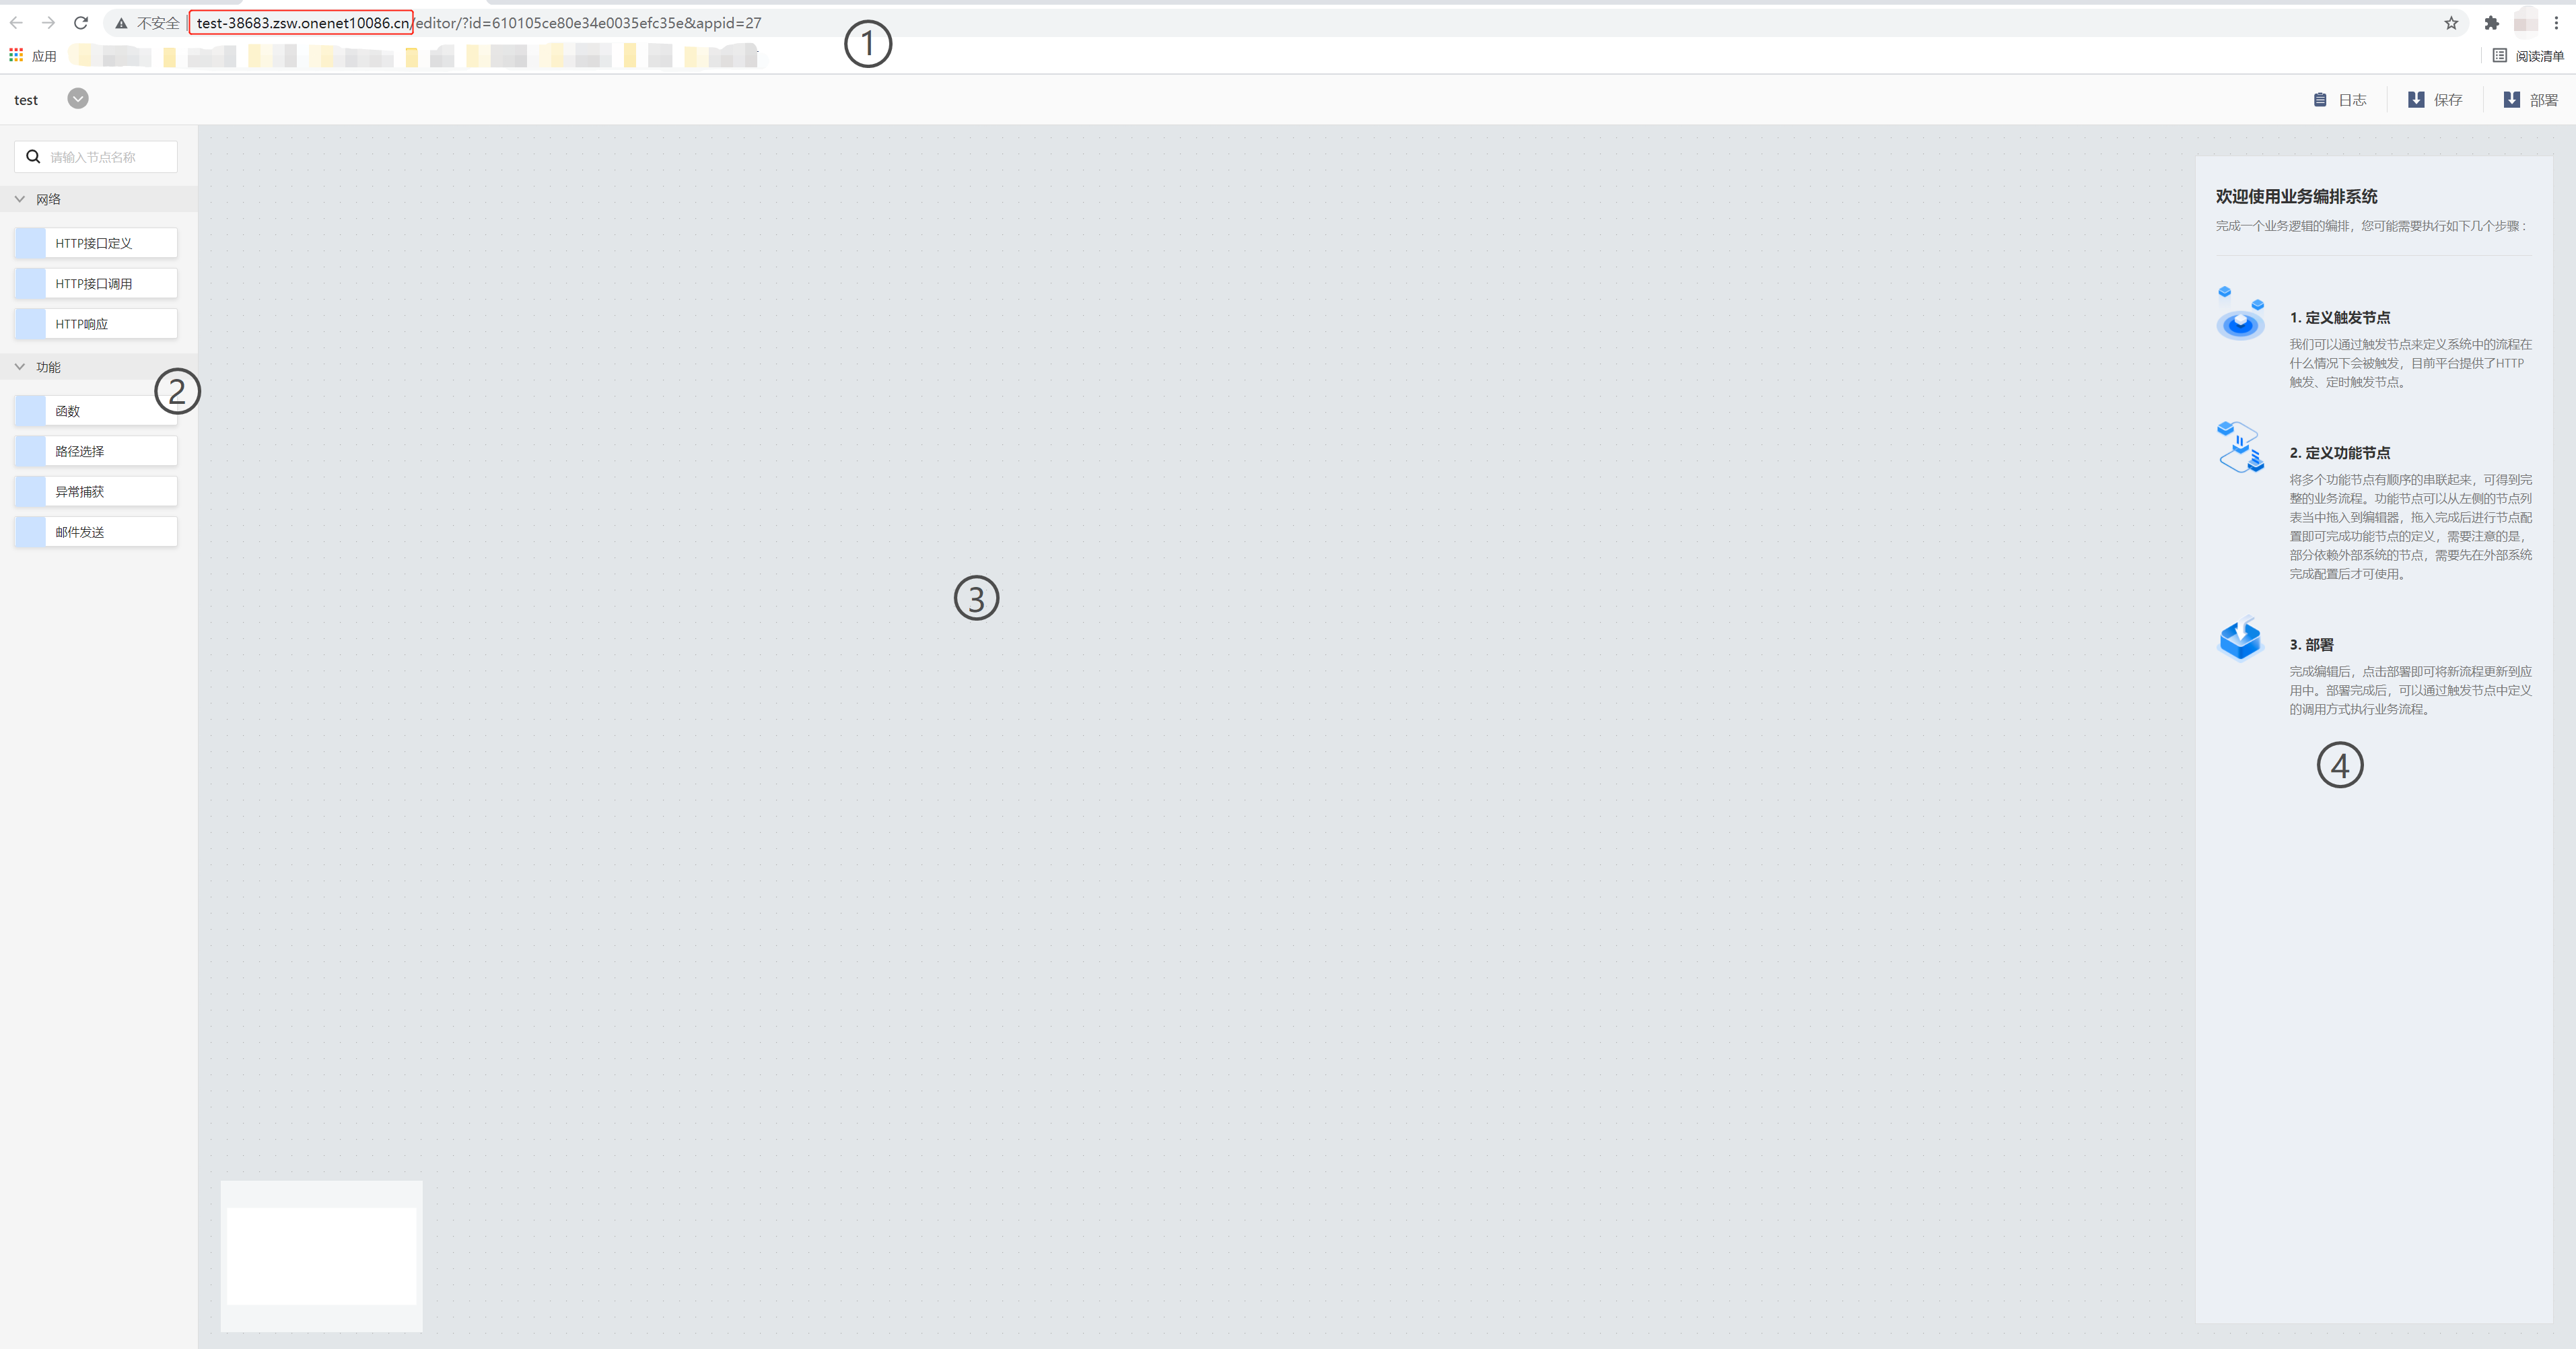 不安全 | test-38683.zsw.onenet10086.cn/editor/?id=610105ce80e34e0035efc35e&appid=27
①
应用
阅读清单
test
日志
保存
部署
请输入节点名称
网络
HTTP接口定义
HTTP接口调用
HTTP响应
功能
②
函数
路径选择
异常捕获
邮件发送
③
欢迎使用业务编排系统
完成一个业务逻辑的编排，您可能需要执行如下几个步骤：
1. 定义触发节点
我们可以通过触发节点来定义系统中的流程在
什么情况下会被触发，目前平台提供了HTTP
触发、定时触发节点。
2. 定义功能节点
将多个功能节点有顺序的串联起来，可得到完
整的业务流程。功能节点可以从左侧的节点列
表当中拖入到编辑器，拖入完成后进行节点配
置即可完成功能节点的定义，需要注意的是，
部分依赖外部系统的节点，需要先在外部系统
完成配置后才可使用。
3. 部署
完成编辑后，点击部署即可将新流程更新到应
用中。部署完成后，可以通过触发节点中定义
的调用方式执行业务流程。
④